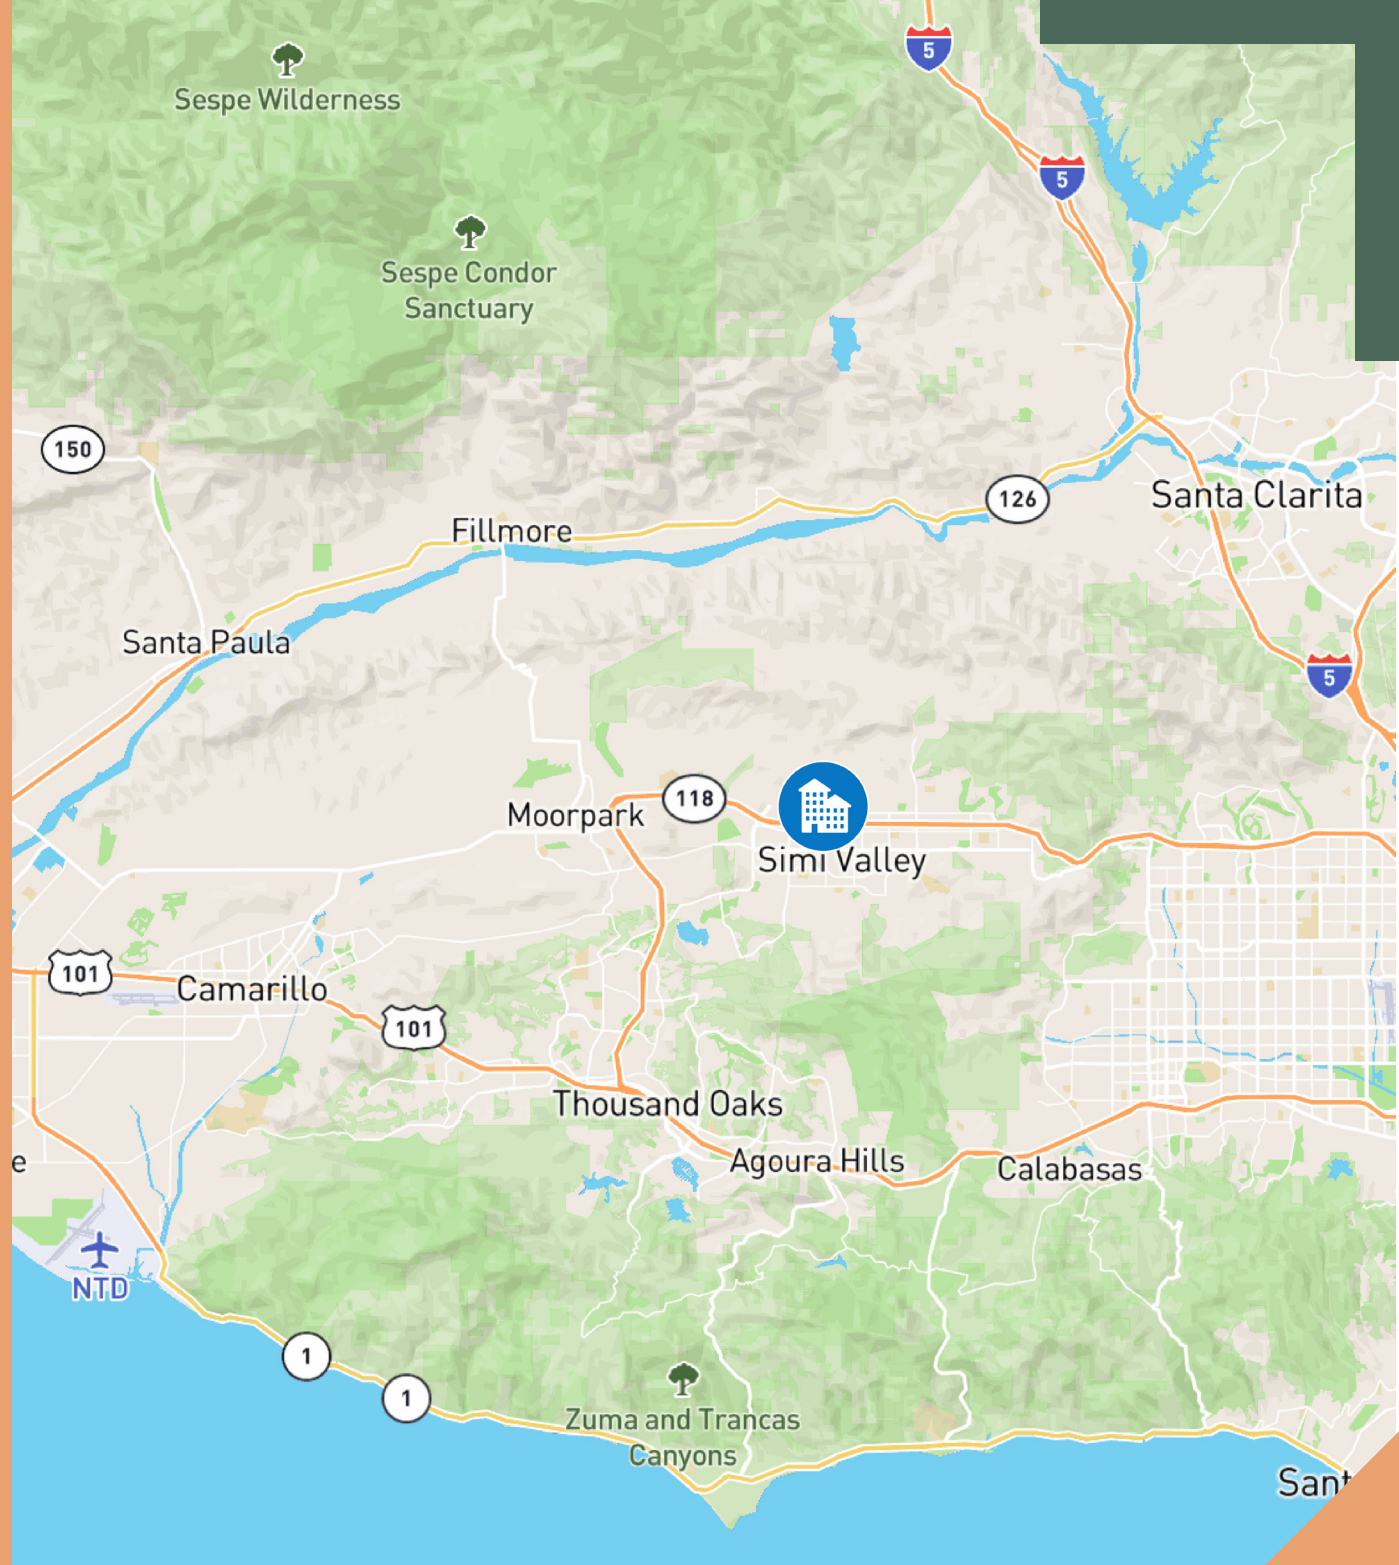 5
Sespe Wilderness
5
Sespe Condor
Sanctuary
150
126
Santa Clarita
Fillmore
Santa Paula
5
118
Moorpark
Simi Valley
101
Camarillo
101
Thousand Oaks
Agoura Hills
Calabasas
e
NTD
1
1
Zuma and Trancas
Canyons
Sant